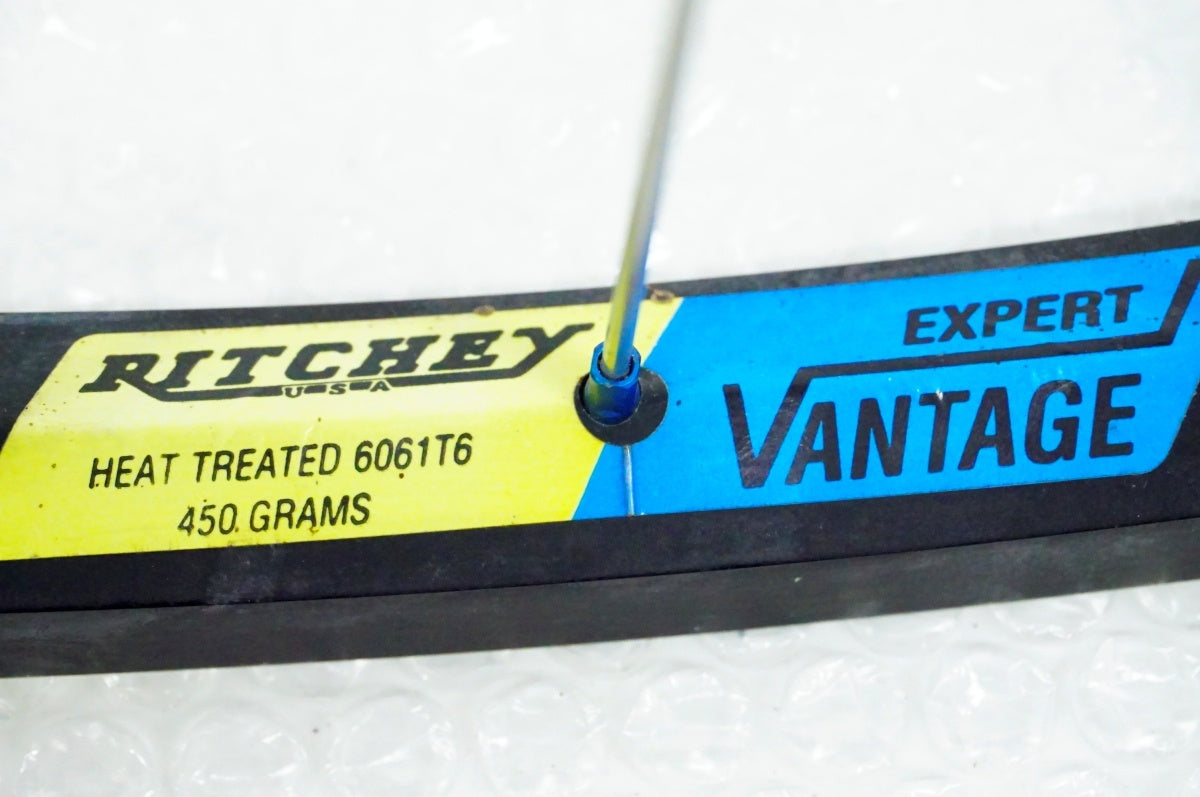 RITCHEY
USA
HEAT TREATED 6061T6
450 GRAMS
EXPERT
VANTAGE